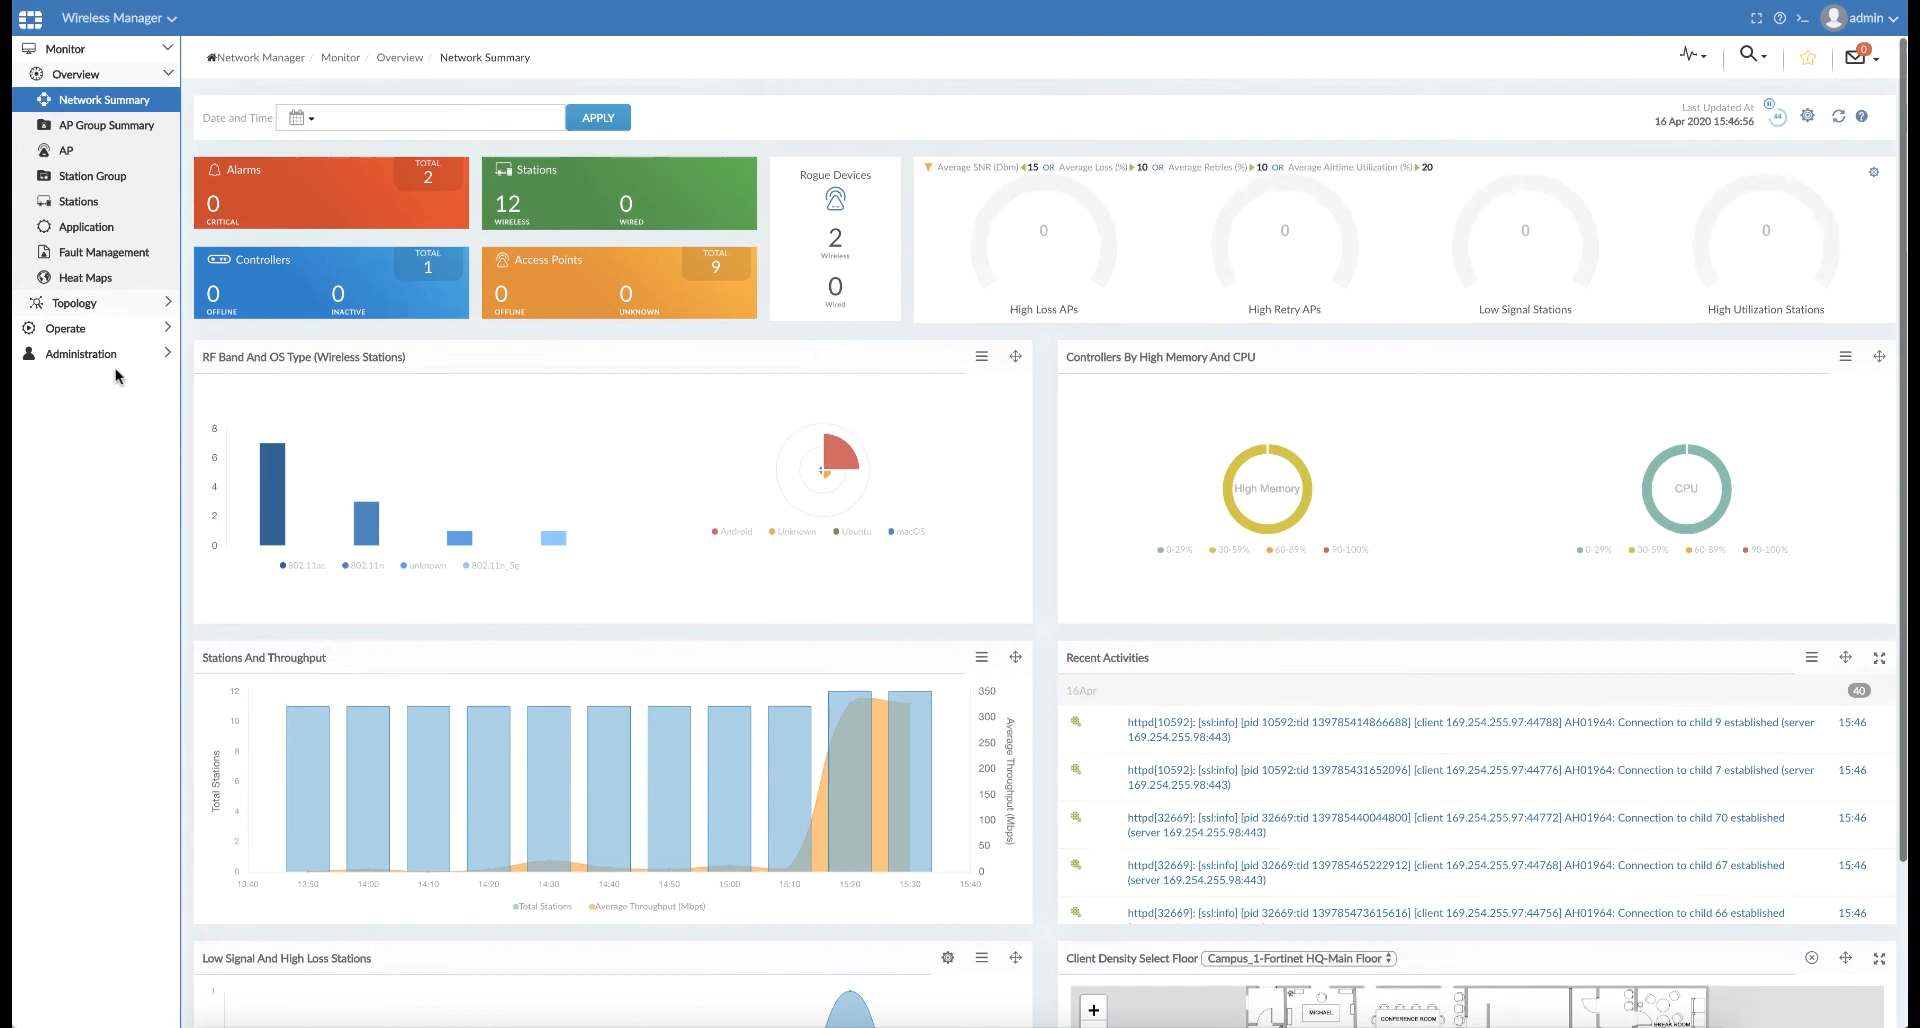 Wireless Manager
admin
Monitor
Overview
Network Summary
AP Group Summary
AP
Station Group
Stations
Application
Fault Management
Heat Maps
Topology
Operate
Administration
Network Manager / Monitor / Overview / Network Summary
0
Date and Time
APPLY
Last Updated At
16 Apr 2020 15:46:56
44
Alarms
TOTAL
2
0
CRITICAL
Stations
12
WIRELESS
0
WIRED
Controllers
TOTAL
1
0
OFFLINE
0
INACTIVE
Access Points
TOTAL
9
0
OFFLINE
0
UNKNOWN
Rogue Devices
2
Wireless
0
Wired
Average SNR (Dbm) 15 OR Average Loss (%) 10 OR Average Retries (%) 10 OR Average Airtime Utilization (%) 20
0
High Loss APs
0
High Retry APs
0
Low Signal Stations
0
High Utilization Stations
RF Band And OS Type (Wireless Stations)
8
6
4
2
0
802.11ac 802.11n unknown 802.11n_5g
Android Unknown Ubuntu macOS
Controllers By High Memory And CPU
High Memory
0-29% 30-59% 60-89% 90-100%
CPU
0-29% 30-59% 60-89% 90-100%
Stations And Throughput
Total Stations
12
10
8
6
4
2
0
350
300
250
200
150
100
50
0
Average Throughput (Mbps)
13:40 13:50 14:00 14:10 14:20 14:30 14:40 14:50 15:00 15:10 15:20 15:30 15:40
Total Stations Average Throughput (Mbps)
Recent Activities
16Apr
40
httpd[10592]: [ssl:info] [pid 10592:tid 139785414866688] [client 169.254.255.97:44788] AH01964: Connection to child 9 established (server
169.254.255.98:443)
15:46
httpd[10592]: [ssl:info] [pid 10592:tid 139785431652096] [client 169.254.255.97:44776] AH01964: Connection to child 7 established (server
169.254.255.98:443)
15:46
httpd[32669]: [ssl:info] [pid 32669:tid 139785440044800] [client 169.254.255.97:44772] AH01964: Connection to child 70 established
(server 169.254.255.98:443)
15:46
httpd[32669]: [ssl:info] [pid 32669:tid 139785465222912] [client 169.254.255.97:44768] AH01964: Connection to child 67 established
(server 169.254.255.98:443)
15:46
httpd[32669]: [ssl:info] [pid 32669:tid 139785473615616] [client 169.254.255.97:44756] AH01964: Connection to child 66 established
15:46
Low Signal And High Loss Stations
1
Client Density Select Floor Campus_1-Fortinet HQ-Main Floor
+
MICHAEL
CONFERENCE ROOM
BREAK ROOM